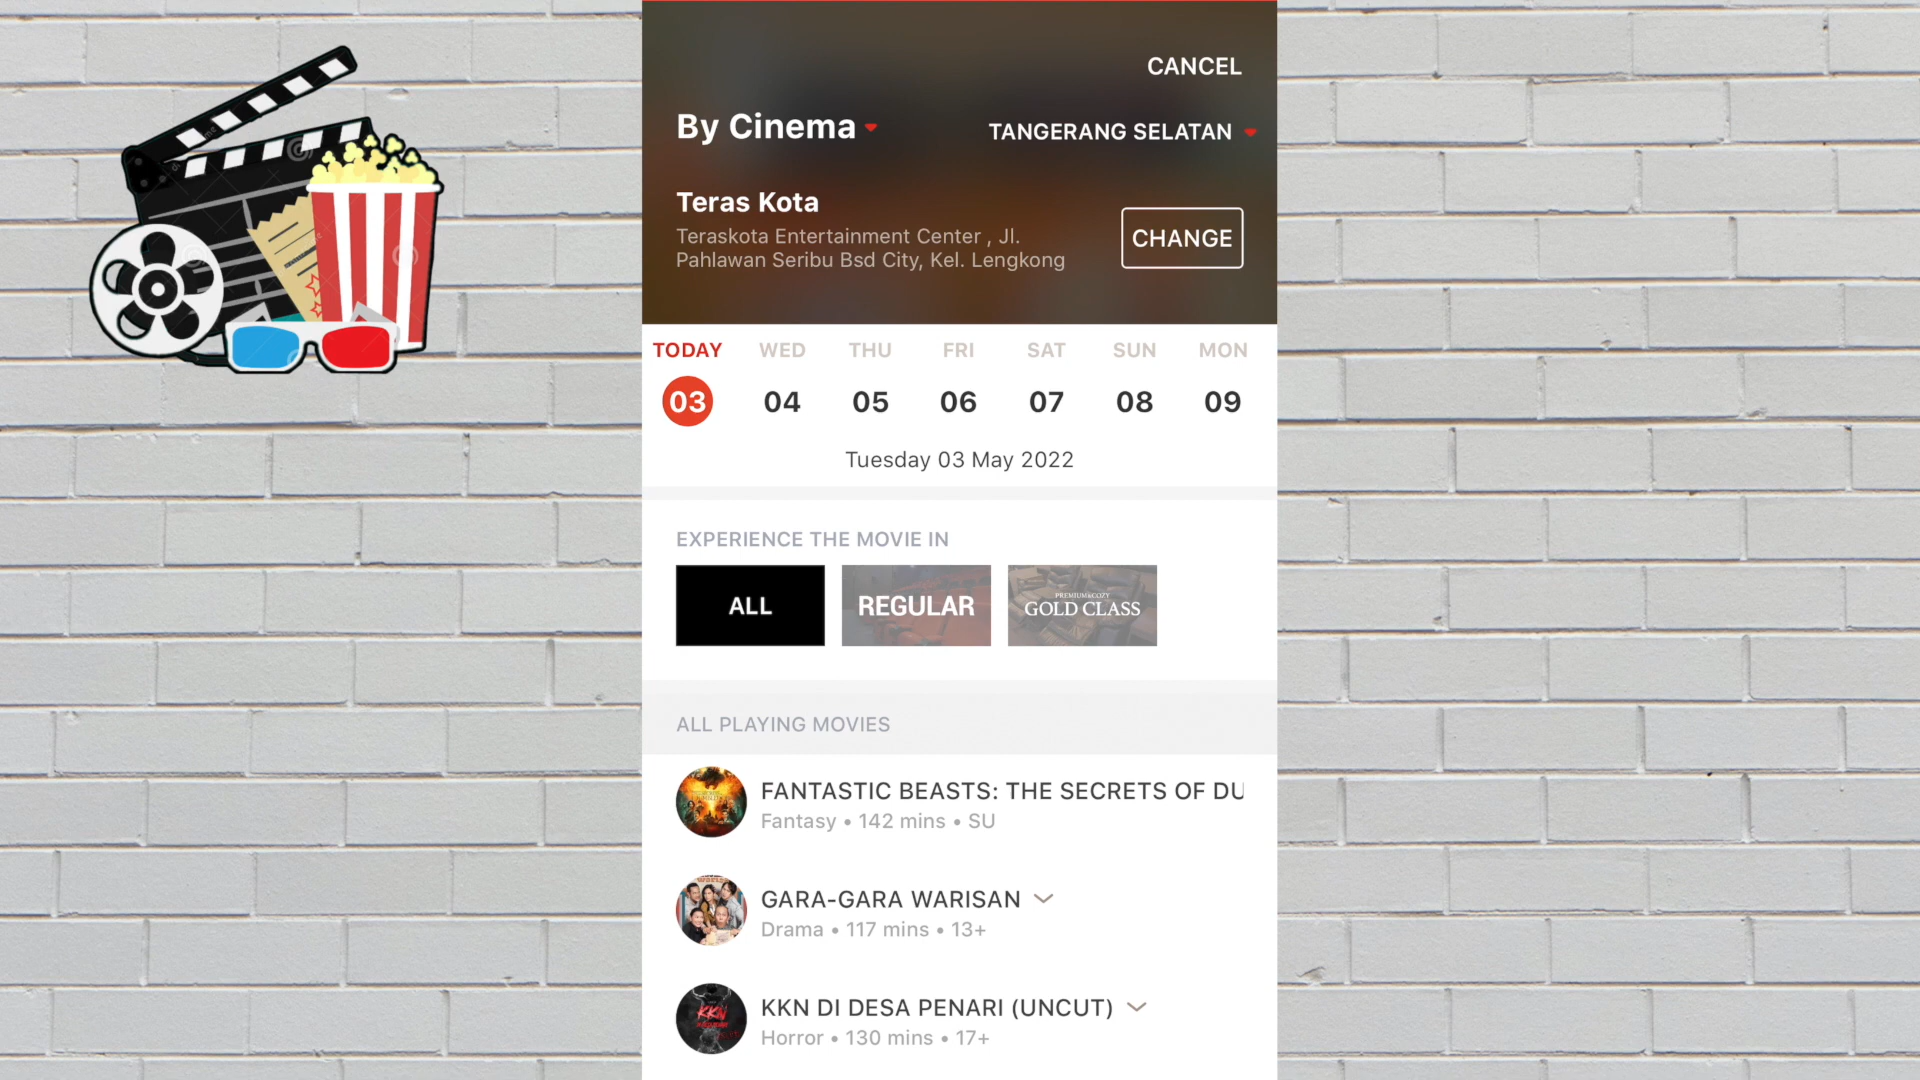 CANCEL
By Cinema
TANGERANG SELATAN
Teras Kota
Teraskota Entertainment Center , Jl.
Pahlawan Seribu Bsd City, Kel. Lengkong
CHANGE
TODAY WED THU FRI SAT SUN MON
03 04 05 06 07 08 09
Tuesday 03 May 2022
EXPERIENCE THE MOVIE IN
ALL
REGULAR
PREMIUM&COZY
GOLD CLASS
ALL PLAYING MOVIES
FANTASTIC BEASTS: THE SECRETS OF DU
Fantasy • 142 mins • SU
GARA-GARA WARISAN
Drama • 117 mins • 13+
KKN DI DESA PENARI (UNCUT)
Horror • 130 mins • 17+
KKN